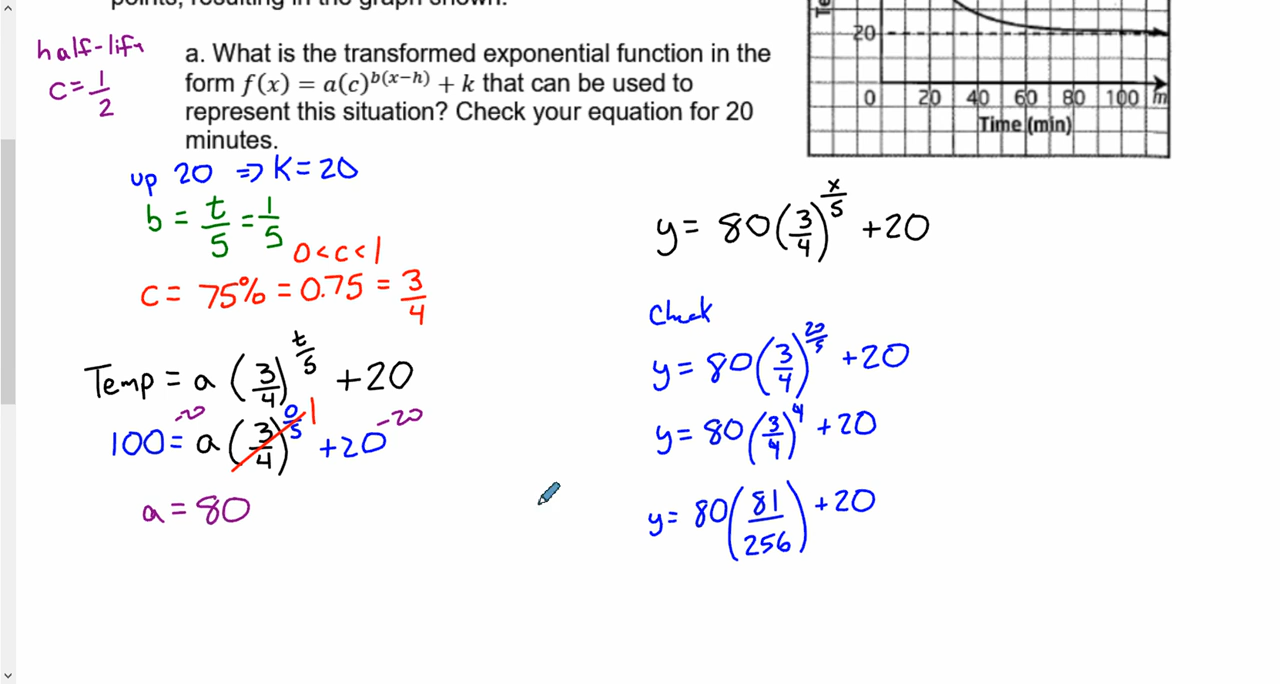 points, resulting in the graph shown.
half-life
c = 1/2
a. What is the transformed exponential function in the
form f(x) = a(c)^{b(x−h)} + k that can be used to
represent this situation? Check your equation for 20
minutes.
20
0 20 40 60 80 100 m
Time (min)
up 20 ⇒ K = 20
b = t/5 = 1/5
0 < c < 1
c = 75% = 0.75 = 3/4
Temp = a (3/4)^{t/5} + 20
-20 -20
100 = a (3/4)^{0/5} + 20
1
a = 80
y = 80 (3/4)^{x/5} + 20
Check
y = 80 (3/4)^{20/5} + 20
y = 80 (3/4)^4 + 20
y = 80 (81/256) + 20